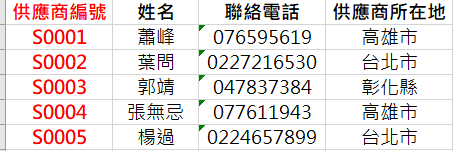 供應商編號 姓名 聯絡電話 供應商所在地
S0001 蕭峰 076595619 高雄市
S0002 葉問 0227216530 台北市
S0003 郭靖 047837384 彰化縣
S0004 張無忌 077611943 高雄市
S0005 楊過 0224657899 台北市